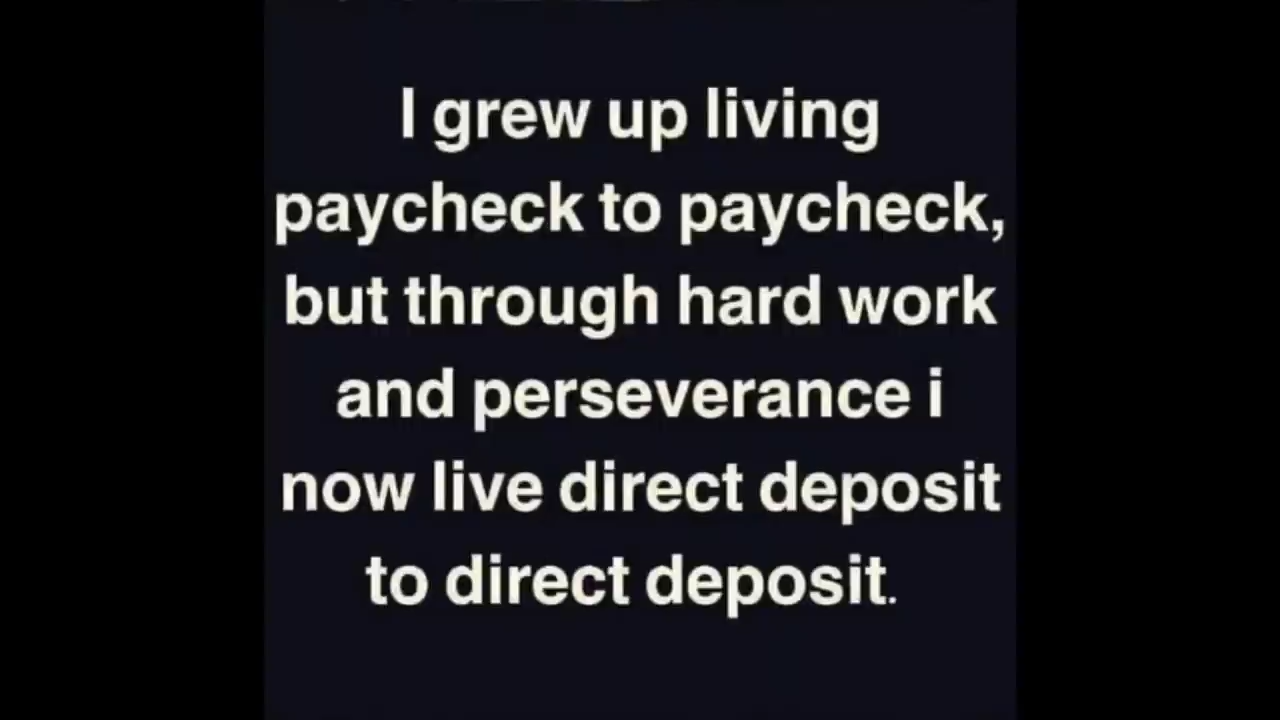 I grew up living
paycheck to paycheck,
but through hard work
and perseverance i
now live direct deposit
to direct deposit.